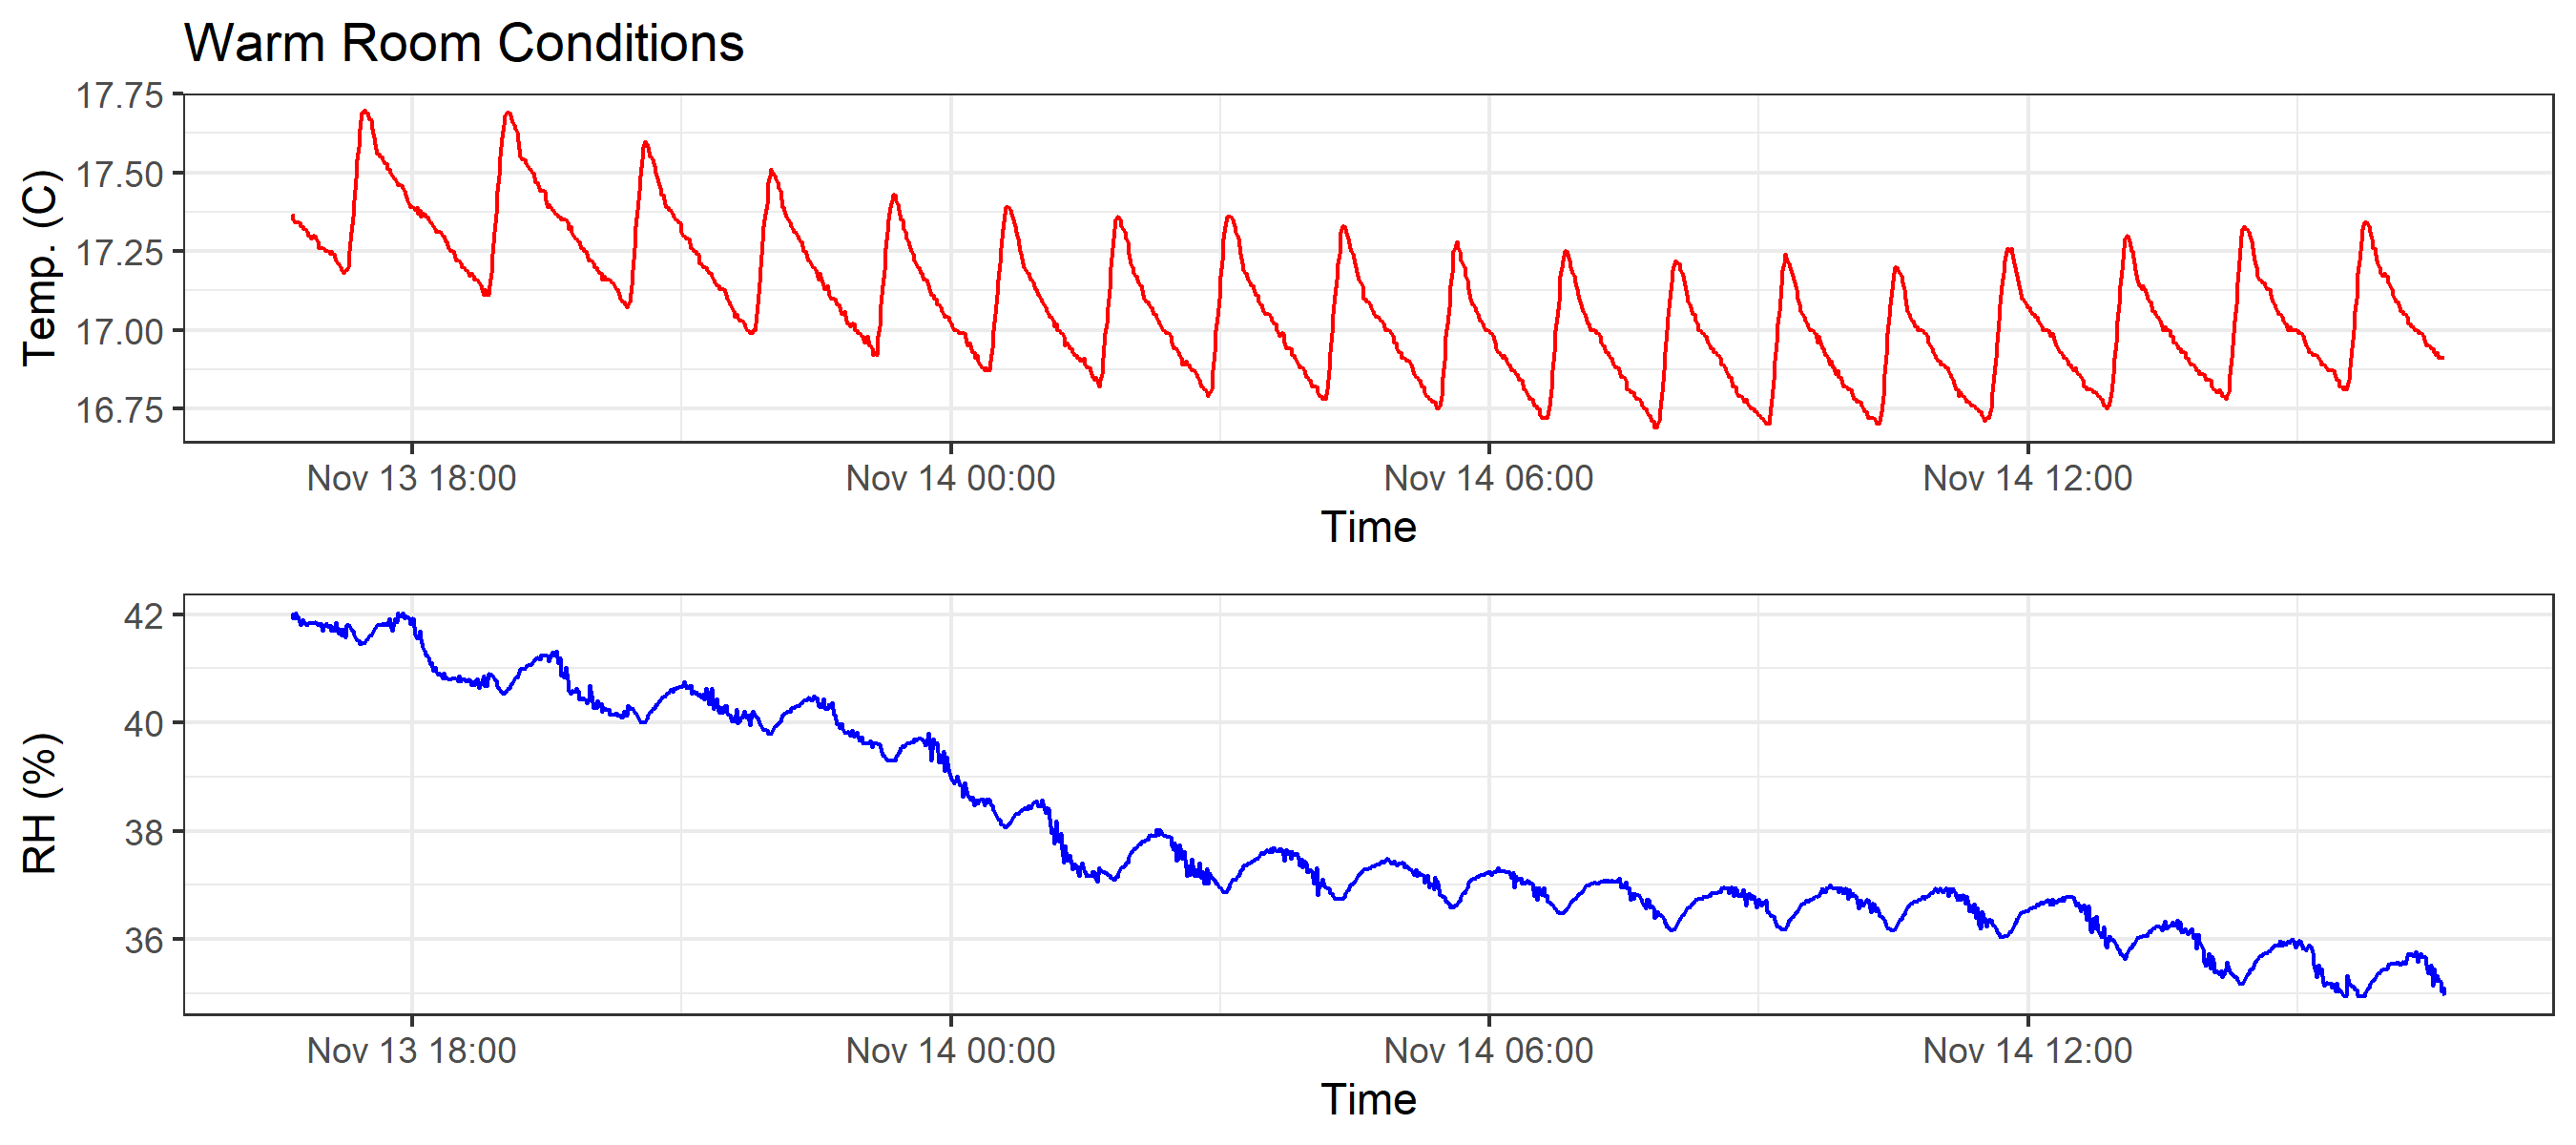 Warm Room Conditions
Temp. (C)
17.75
17.50
17.25
17.00
16.75
Nov 13 18:00 Nov 14 00:00 Nov 14 06:00 Nov 14 12:00
Time
RH (%)
42
40
38
36
Nov 13 18:00 Nov 14 00:00 Nov 14 06:00 Nov 14 12:00
Time